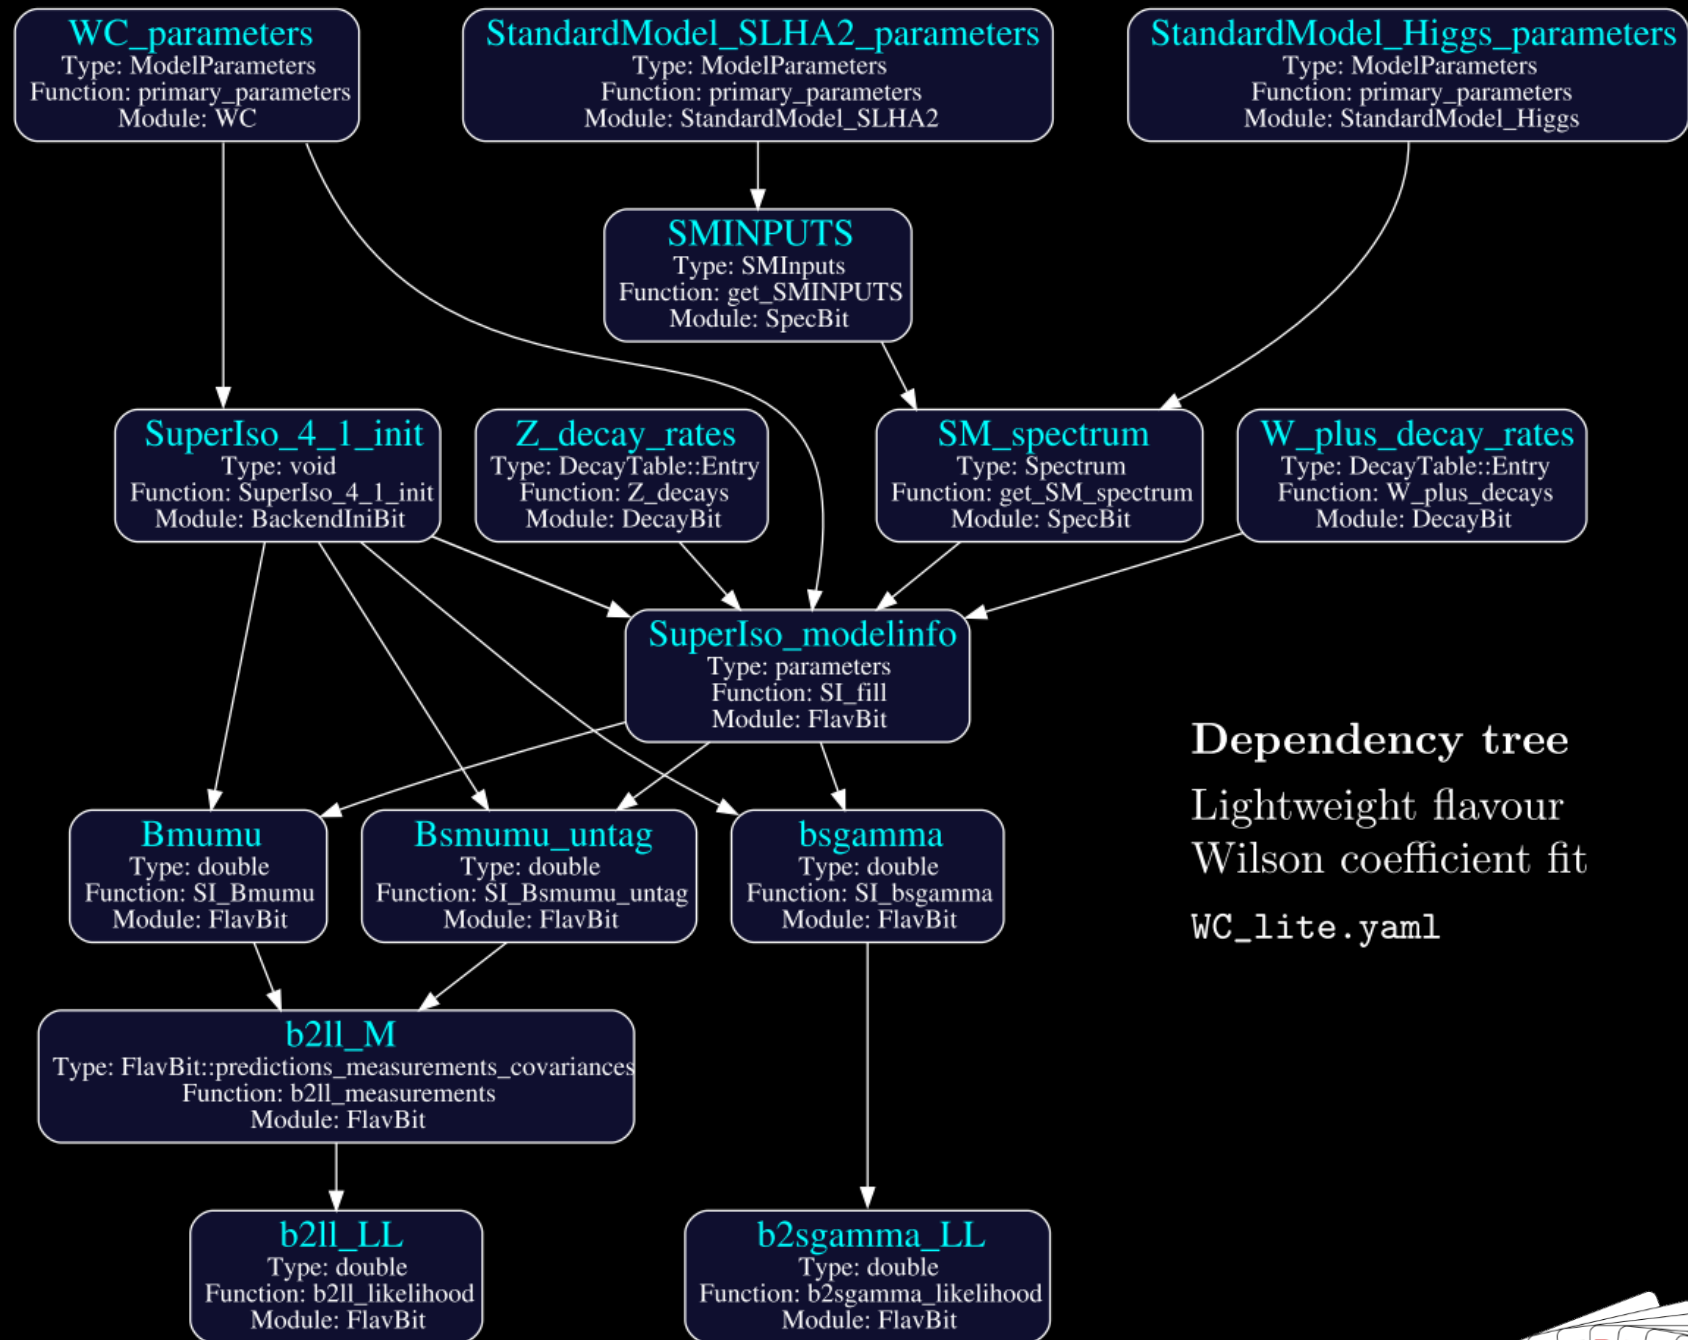 WC_parameters
Type: ModelParameters
Function: primary_parameters
Module: WC
StandardModel_SLHA2_parameters
Type: ModelParameters
Function: primary_parameters
Module: StandardModel_SLHA2
StandardModel_Higgs_parameters
Type: ModelParameters
Function: primary_parameters
Module: StandardModel_Higgs
SMINPUTS
Type: SMInputs
Function: get_SMINPUTS
Module: SpecBit
SuperIso_4_1_init
Type: void
Function: SuperIso_4_1_init
Module: BackendIniBit
Z_decay_rates
Type: DecayTable::Entry
Function: Z_decays
Module: DecayBit
SM_spectrum
Type: Spectrum
Function: get_SM_spectrum
Module: SpecBit
W_plus_decay_rates
Type: DecayTable::Entry
Function: W_plus_decays
Module: DecayBit
SuperIso_modelinfo
Type: parameters
Function: SI_fill
Module: FlavBit
Dependency tree
Lightweight flavour
Wilson coefficient fit
WC_lite.yaml
Bmumu
Type: double
Function: SI_Bmumu
Module: FlavBit
Bsmumu_untag
Type: double
Function: SI_Bsmumu_untag
Module: FlavBit
bsgamma
Type: double
Function: SI_bsgamma
Module: FlavBit
b2ll_M
Type: FlavBit::predictions_measurements_covariances
Function: b2ll_measurements
Module: FlavBit
b2ll_LL
Type: double
Function: b2ll_likelihood
Module: FlavBit
b2sgamma_LL
Type: double
Function: b2sgamma_likelihood
Module: FlavBit